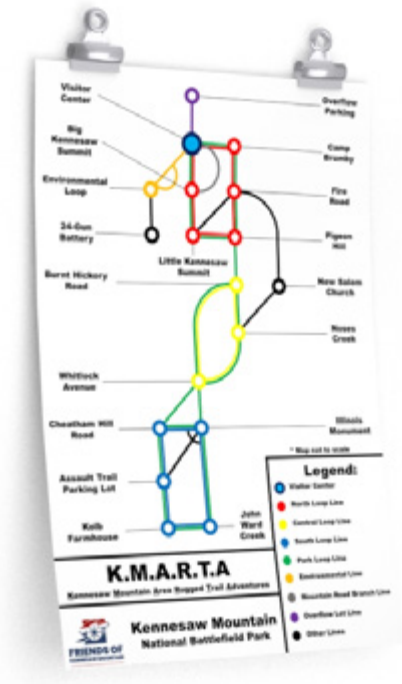 Visitor
Center
Overflow
Parking
Big
Kennesaw
Summit
Camp
Brumby
Environmental
Loop
Fire
Road
24-Gun
Battery
Pigeon
Hill
Little Kennesaw
Summit
Burnt Hickory
Road
New Salem
Church
Noses
Creek
Whitlock
Avenue
Cheatham Hill
Road
Illinois
Monument
* Map not to scale
Assault Trail
Parking Lot
Kolb
Farmhouse
John
Ward
Creek
Legend:
Visitor Center
North Loop Line
Central Loop Line
South Loop Line
Park Loop Line
Environmental Line
Mountain Road Branch Line
Overflow Lot Line
Other Lines
K.M.A.R.T.A
Kennesaw Mountain Area Rugged Trail Adventures
FRIENDS OF
KENNESAW MOUNTAIN
Kennesaw Mountain
National Battlefield Park